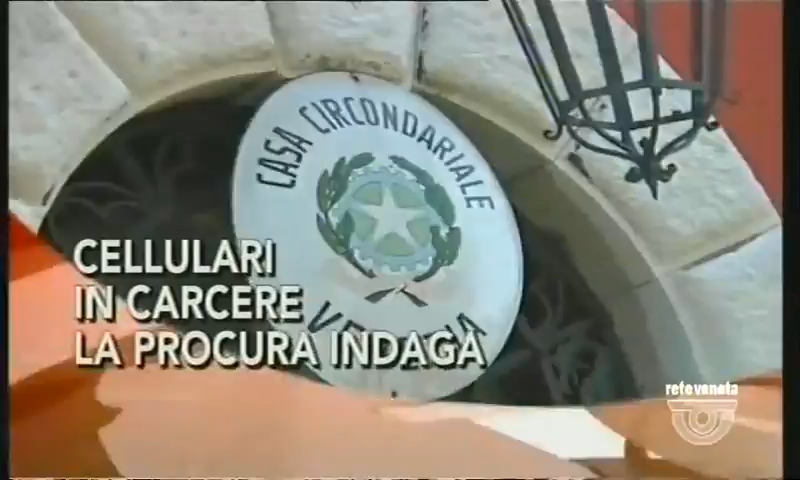 CASA CIRCONDARIALE
CELLULARI
IN CARCERE
LA PROCURA INDAGA
reteveneta